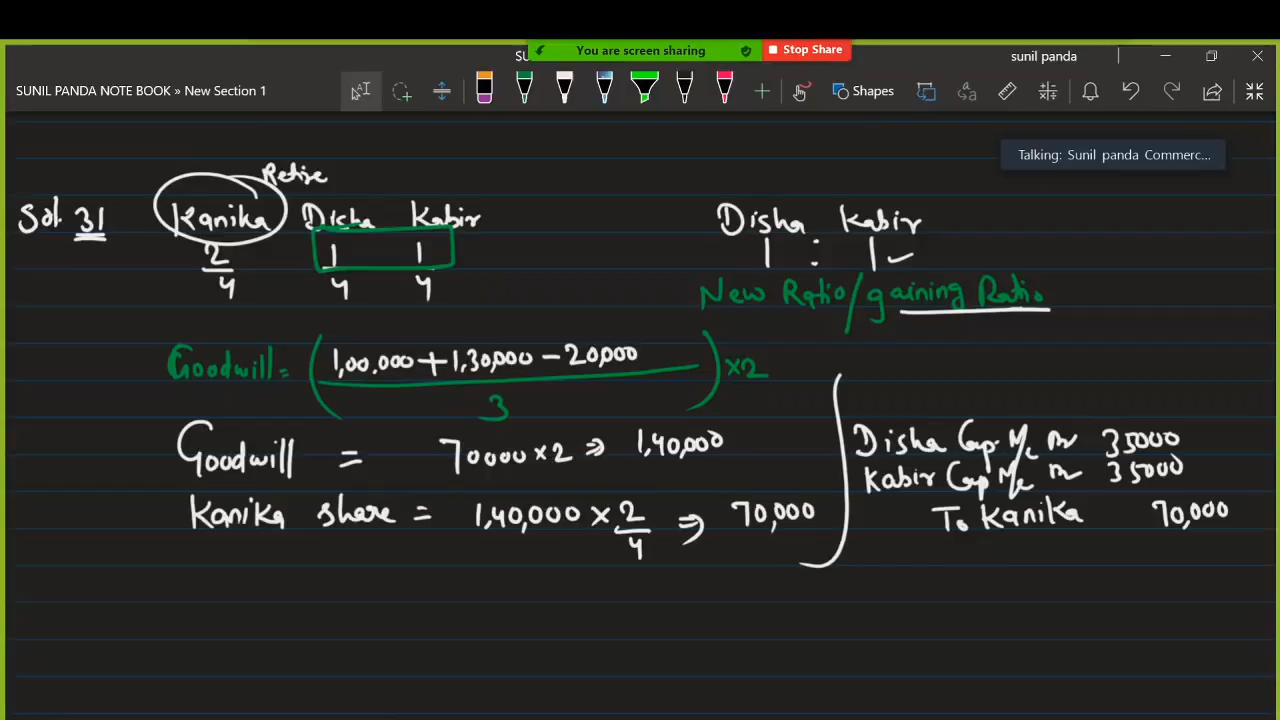 SU
You are screen sharing
Stop Share
sunil panda
SUNIL PANDA NOTE BOOK » New Section 1
Shapes
Talking: Sunil panda Commerc...
Retire
Sol. 31 Kanika Disha Kabir
2/4 1/4 1/4
Disha Kabir
1 : 1
New Ratio/gaining Ratio
Goodwill = (1,00,000 + 1,30,000 - 20,000 / 3) × 2
Goodwill = 70000 × 2 ⇒ 1,40,000
Kanika share = 1,40,000 × 2/4 ⇒ 70,000
Disha Cap A/c Dr 35000
Kabir Cap A/c Dr 35000
To Kanika 70,000